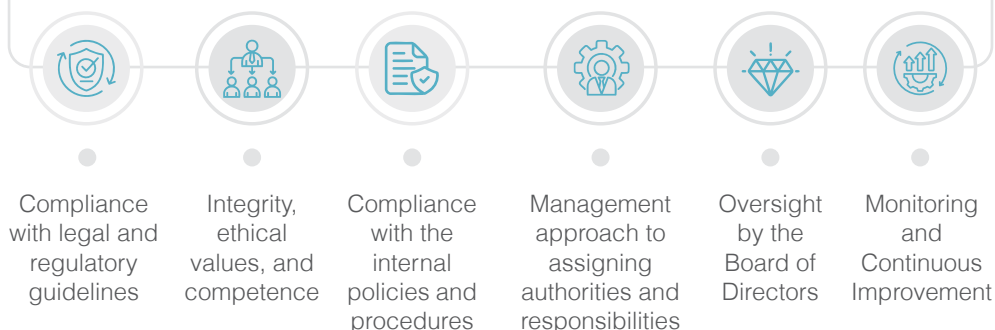 Compliance
with legal and
regulatory
guidelines
Integrity,
ethical
values, and
competence
Compliance
with the
internal
policies and
procedures
Management
approach to
assigning
authorities and
responsibilities
Oversight
by the
Board of
Directors
Monitoring
and
Continuous
Improvement